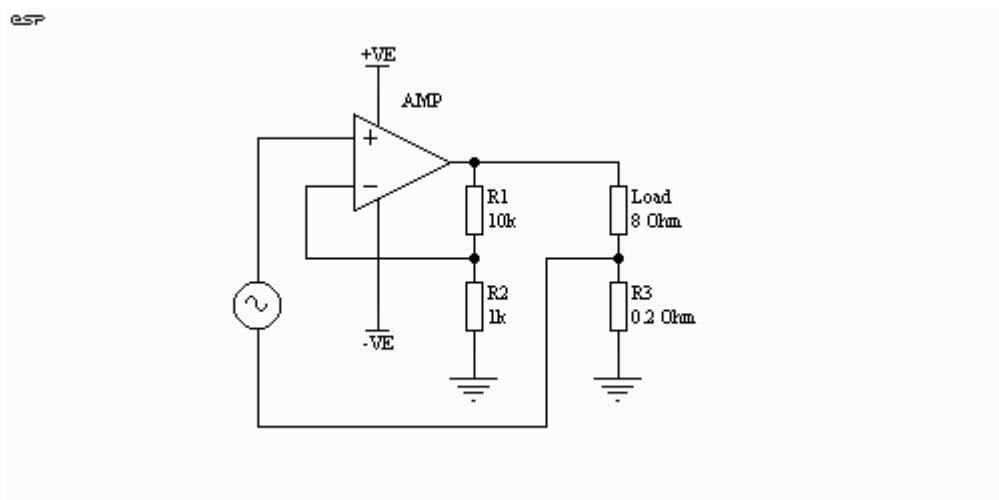 esp
+VE
AMP
+
−
R1
10k
Load
8 Ohm
R2
1k
R3
0.2 Ohm
-VE